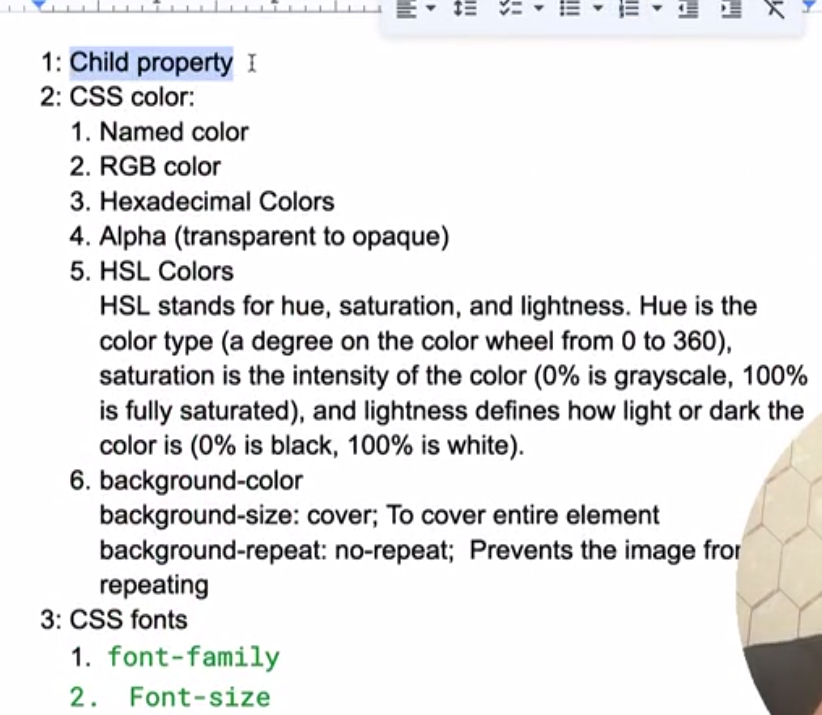 1: Child property
2: CSS color:
1. Named color
2. RGB color
3. Hexadecimal Colors
4. Alpha (transparent to opaque)
5. HSL Colors
HSL stands for hue, saturation, and lightness. Hue is the
color type (a degree on the color wheel from 0 to 360),
saturation is the intensity of the color (0% is grayscale, 100%
is fully saturated), and lightness defines how light or dark the
color is (0% is black, 100% is white).
6. background-color
background-size: cover; To cover entire element
background-repeat: no-repeat;  Prevents the image
repeating
3: CSS fonts
1. font-family
2. Font-size